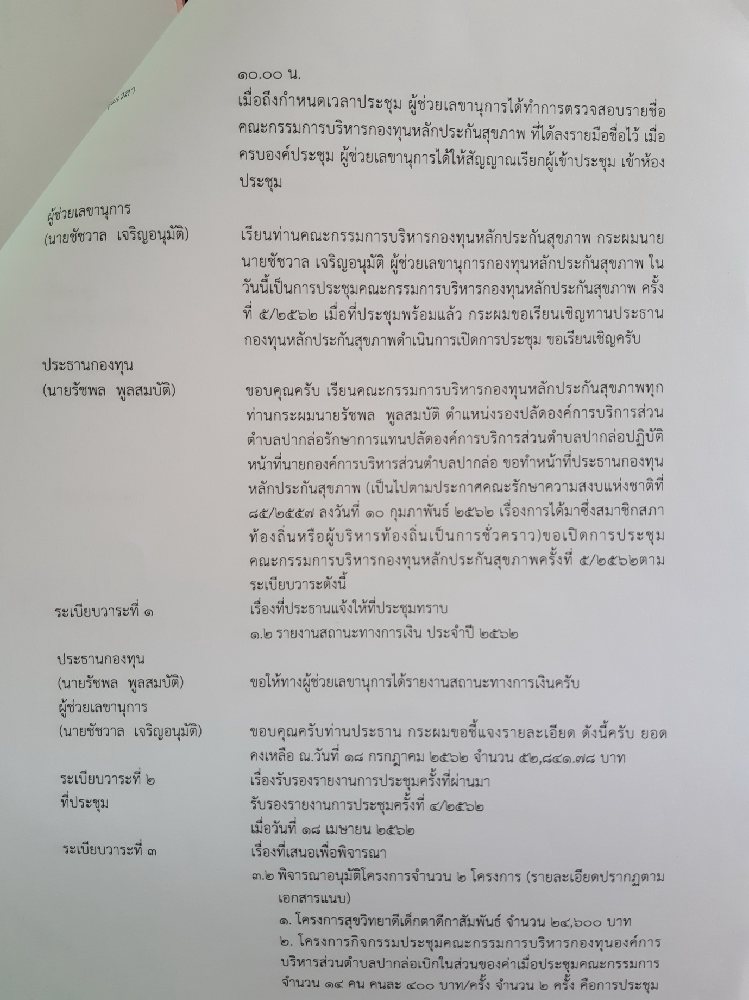 ๑๐.๐๐ น.
เวลา
เมื่อถึงกำหนดเวลาประชุม ผู้ช่วยเลขานุการได้ทำการตรวจสอบรายชื่อ
คณะกรรมการบริหารกองทุนหลักประกันสุขภาพ ที่ได้ลงรายมือชื่อไว้ เมื่อ
ครบองค์ประชุม ผู้ช่วยเลขานุการได้ให้สัญญาณเรียกผู้เข้าประชุม เข้าห้อง
ประชุม
ผู้ช่วยเลขานุการ
(นายชัชวาล เจริญอนุมัติ) เรียนท่านคณะกรรมการบริหารกองทุนหลักประกันสุขภาพ กระผมนาย
นายชัชวาล เจริญอนุมัติ ผู้ช่วยเลขานุการกองทุนหลักประกันสุขภาพ ใน
วันนี้เป็นการประชุมคณะกรรมการบริหารกองทุนหลักประกันสุขภาพ ครั้ง
ที่ ๕/๒๕๖๒ เมื่อที่ประชุมพร้อมแล้ว กระผมขอเรียนเชิญทานประธาน
กองทุนหลักประกันสุขภาพดำเนินการเปิดการประชุม ขอเรียนเชิญครับ
ประธานกองทุน
(นายรัชพล พูลสมบัติ) ขอบคุณครับ เรียนคณะกรรมการบริหารกองทุนหลักประกันสุขภาพทุก
ท่านกระผมนายรัชพล พูลสมบัติ ตำแหน่งรองปลัดองค์การบริการส่วน
ตำบลปากล่อรักษาการแทนปลัดองค์การบริการส่วนตำบลปากล่อปฏิบัติ
หน้าที่นายกองค์การบริหารส่วนตำบลปากล่อ ขอทำหน้าที่ประธานกองทุน
หลักประกันสุขภาพ (เป็นไปตามประกาศคณะรักษาความสงบแห่งชาติที่
๘๕/๒๕๕๗ ลงวันที่ ๑๐ กุมภาพันธ์ ๒๕๖๒ เรื่องการได้มาซึ่งสมาชิกสภา
ท้องถิ่นหรือผู้บริหารท้องถิ่นเป็นการชั่วคราว)ขอเปิดการประชุม
คณะกรรมการบริหารกองทุนหลักประกันสุขภาพครั้งที่ ๕/๒๕๖๒ตาม
ระเบียบวาระดังนี้
ระเบียบวาระที่ ๑ เรื่องที่ประธานแจ้งให้ที่ประชุมทราบ
๑.๒ รายงานสถานะทางการเงิน ประจำปี ๒๕๖๒
ประธานกองทุน
(นายรัชพล พูลสมบัติ) ขอให้ทางผู้ช่วยเลขานุการได้รายงานสถานะทางการเงินครับ
ผู้ช่วยเลขานุการ
(นายชัชวาล เจริญอนุมัติ) ขอบคุณครับท่านประธาน กระผมขอชี้แจงรายละเอียด ดังนี้ครับ ยอด
คงเหลือ ณ.วันที่ ๑๘ กรกฎาคม ๒๕๖๒ จำนวน ๕๒,๘๔๑.๗๘ บาท
ระเบียบวาระที่ ๒ เรื่องรับรองรายงานการประชุมครั้งที่ผ่านมา
ที่ประชุม รับรองรายงานการประชุมครั้งที่ ๔/๒๕๖๒
เมื่อวันที่ ๑๘ เมษายน ๒๕๖๒
ระเบียบวาระที่ ๓ เรื่องที่เสนอเพื่อพิจารณา
๓.๒ พิจารณาอนุมัติโครงการจำนวน ๒ โครงการ (รายละเอียดปรากฏตาม
เอกสารแนบ)
๑. โครงการสุขวิทยาดีเด็กตาดีกาสัมพันธ์ จำนวน ๒๔,๖๐๐ บาท
๒. โครงการกิจกรรมประชุมคณะกรรมการบริหารกองทุนองค์การ
บริหารส่วนตำบลปากล่อเบิกในส่วนของค่าเมื่อประชุมคณะกรรมการ
จำนวน ๑๔ คน คนละ ๔๐๐ บาท/ครั้ง จำนวน ๒ ครั้ง คือการประชุม